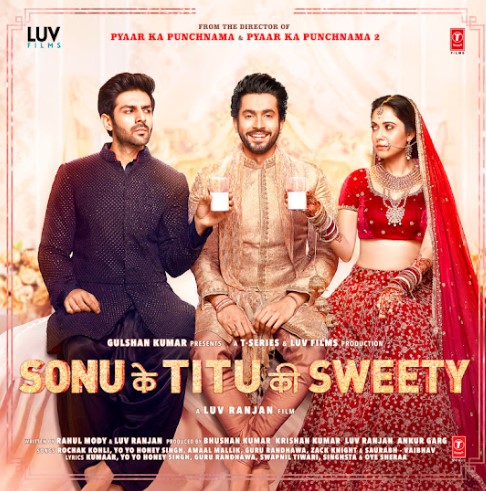 LUV
FILMS
FROM THE DIRECTOR OF
PYAAR KA PUNCHNAMA & PYAAR KA PUNCHNAMA 2
T-SERIES
FILMS
GULSHAN KUMAR PRESENTS A T-SERIES & LUV FILMS PRODUCTION
SONU के TITU की SWEETY
A LUV RANJAN FILM
WRITTEN BY RAHUL MODY & LUV RANJAN PRODUCED BY BHUSHAN KUMAR KRISHAN KUMAR LUV RANJAN ANKUR GARG
SONGS ROCHAK KOHLI, YO YO HONEY SINGH, AMAAL MALLIK, GURU RANDHAWA, ZACK KNIGHT & SAURABH - VAIBHAV
LYRICS KUMAAR, YO YO HONEY SINGH, GURU RANDHAWA, SWAPNIL TIWARI, SINGHSTA & OYE SHERAA